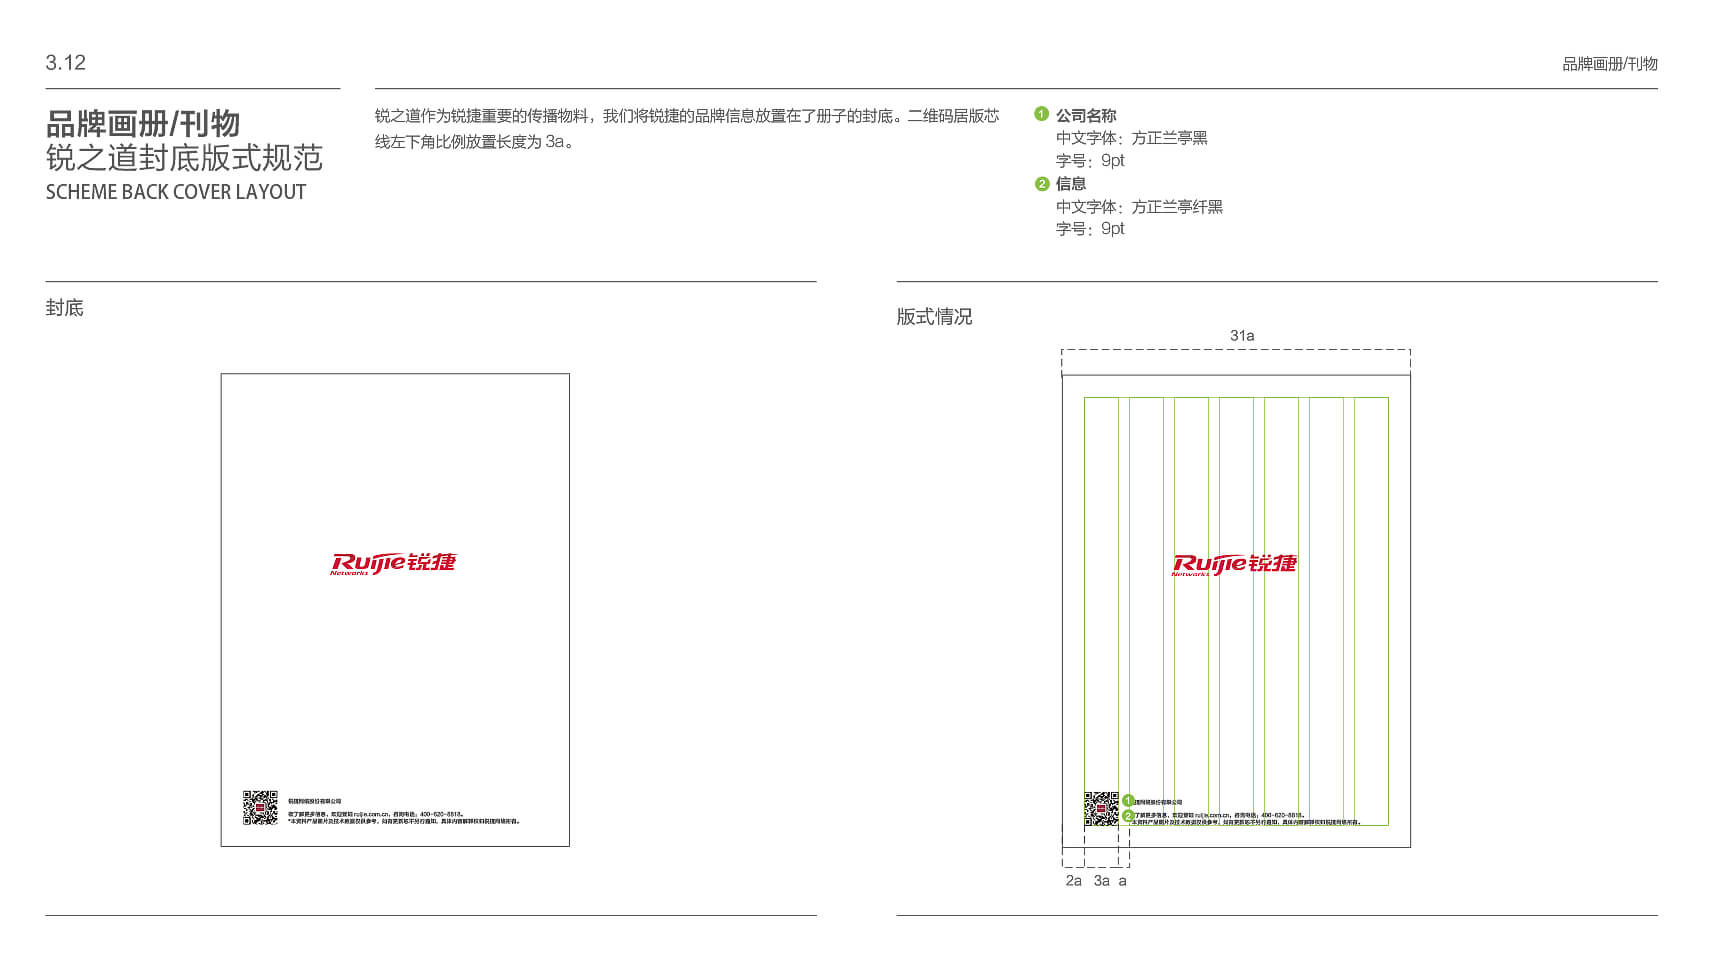 3.12
品牌画册/刊物
品牌画册/刊物
锐之道封底版式规范
SCHEME BACK COVER LAYOUT
锐之道作为锐捷重要的传播物料，我们将锐捷的品牌信息放置在了册子的封底。二维码居版芯
线左下角比例放置长度为 3a。
1 公司名称
中文字体：方正兰亭黑
字号：9pt
2 信息
中文字体：方正兰亭纤黑
字号：9pt
封底
Ruijie锐捷
Networks
锐捷网络股份有限公司
欲了解更多信息，欢迎登陆 ruijie.com.cn，咨询电话：400-620-8818。
*本资料产品图片及技术数据仅供参考，如有更新恕不另行通知，具体内容解释权归锐捷网络所有。
版式情况
31a
Ruijie锐捷
Networks
1 捷网络股份有限公司
2 了解更多信息，欢迎登陆 ruijie.com.cn，咨询电话：400-620-8818。
本资料产品图片及技术数据仅供参考，如有更新恕不另行通知，具体内容解释权归锐捷网络所有。
2a 3a a